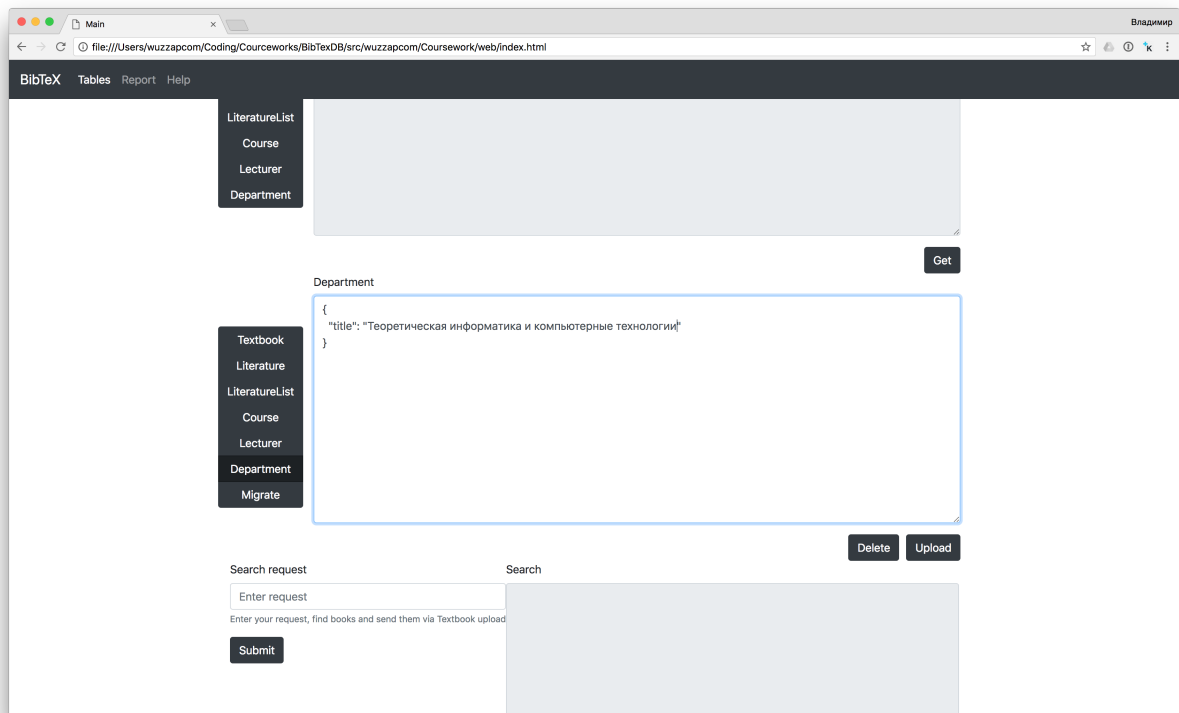 Main
Владимир
file:///Users/wuzzapcom/Coding/Courceworks/BibTexDB/src/wuzzapcom/Coursework/web/index.html
BibTeX Tables Report Help
LiteratureList
Course
Lecturer
Department
Get
Department
{
"title": "Теоретическая информатика и компьютерные технологии"
}
Textbook
Literature
LiteratureList
Course
Lecturer
Department
Migrate
Delete Upload
Search request
Search
Enter request
Enter your request, find books and send them via Textbook upload
Submit